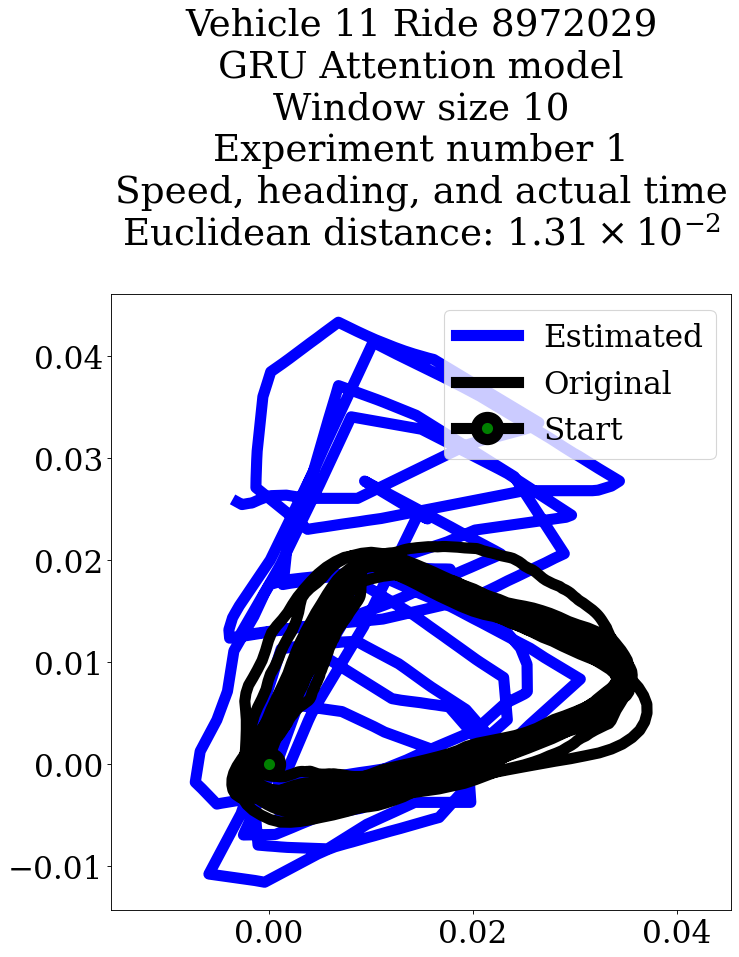 Vehicle 11 Ride 8972029
GRU Attention model
Window size 10
Experiment number 1
Speed, heading, and actual time
Euclidean distance: 1.31 × 10⁻²
Estimated
Original
Start
0.04
0.03
0.02
0.01
0.00
−0.01
0.00 0.02 0.04